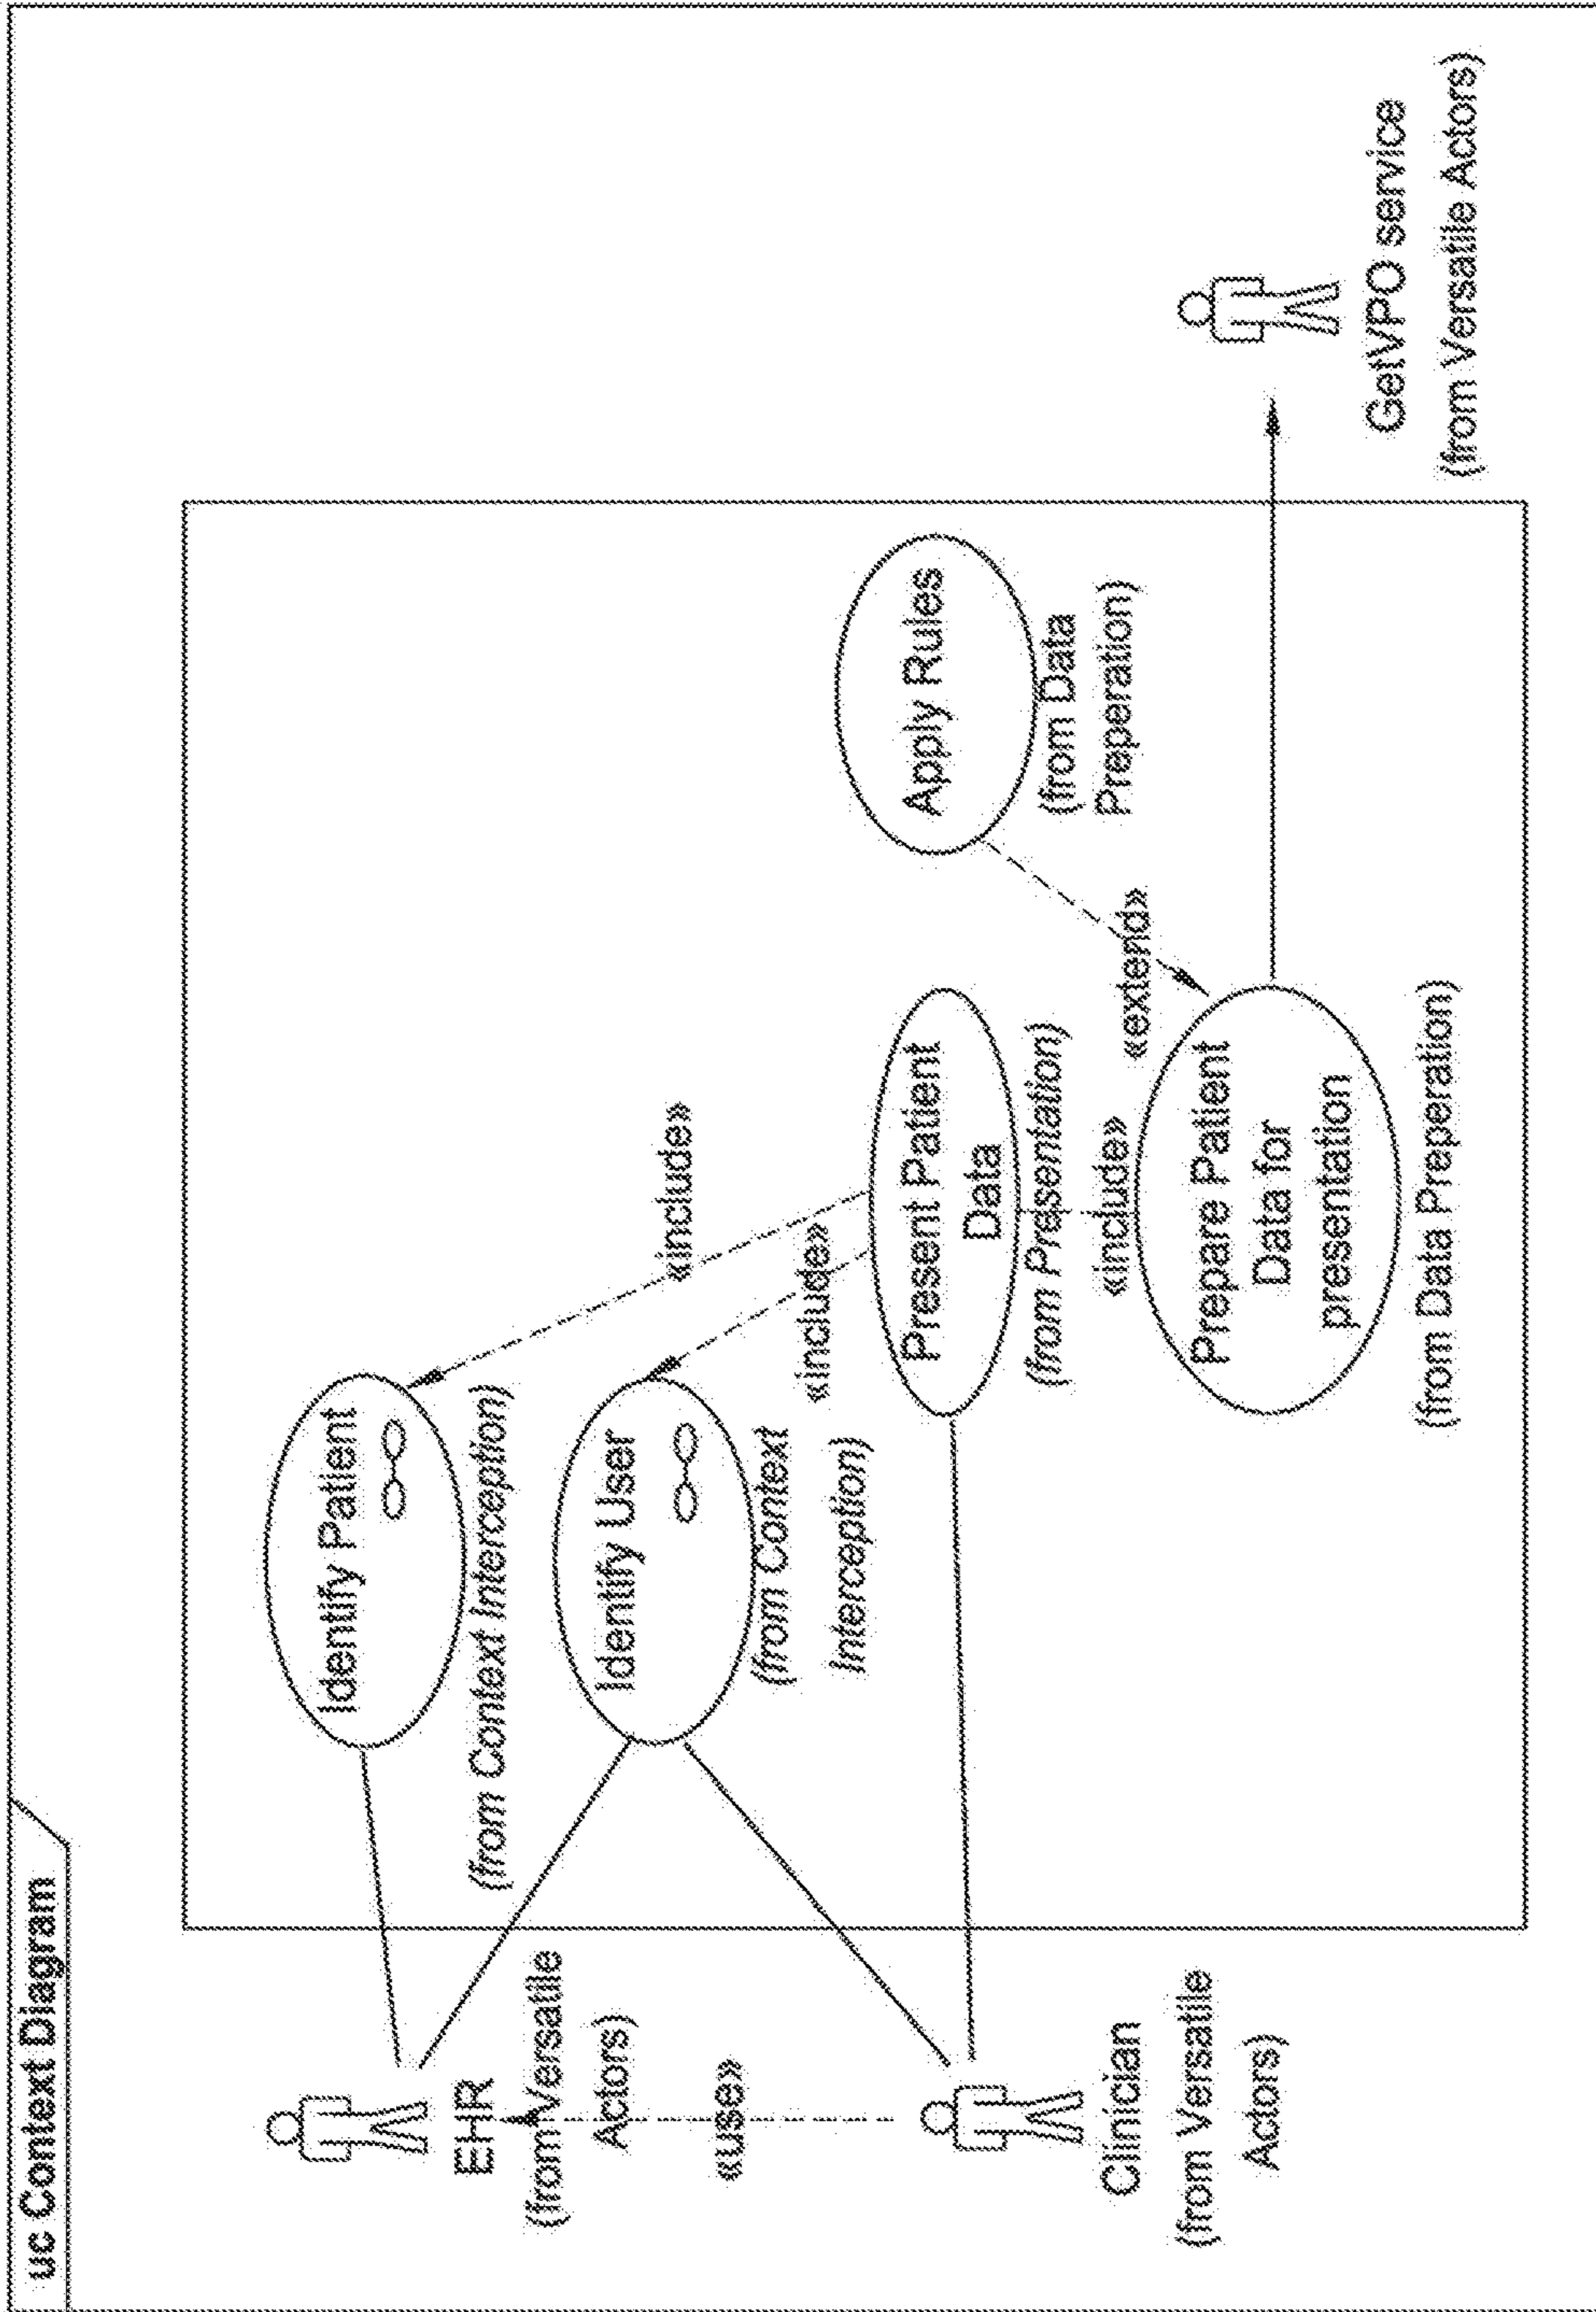 uc Context Diagram
EHR
(from Versatile
Actors)
«use»
Clinician
(from Versatile
Actors)
Identify Patient
(from Context Interception)
Identify User
(from Context
Interception)
«include»
«include»
Present Patient
Data
(from Presentation)
«include»
Prepare Patient
Data for
presentation
(from Data Preperation)
«extend»
Apply Rules
(from Data
Preperation)
GetVPO service
(from Versatile Actors)